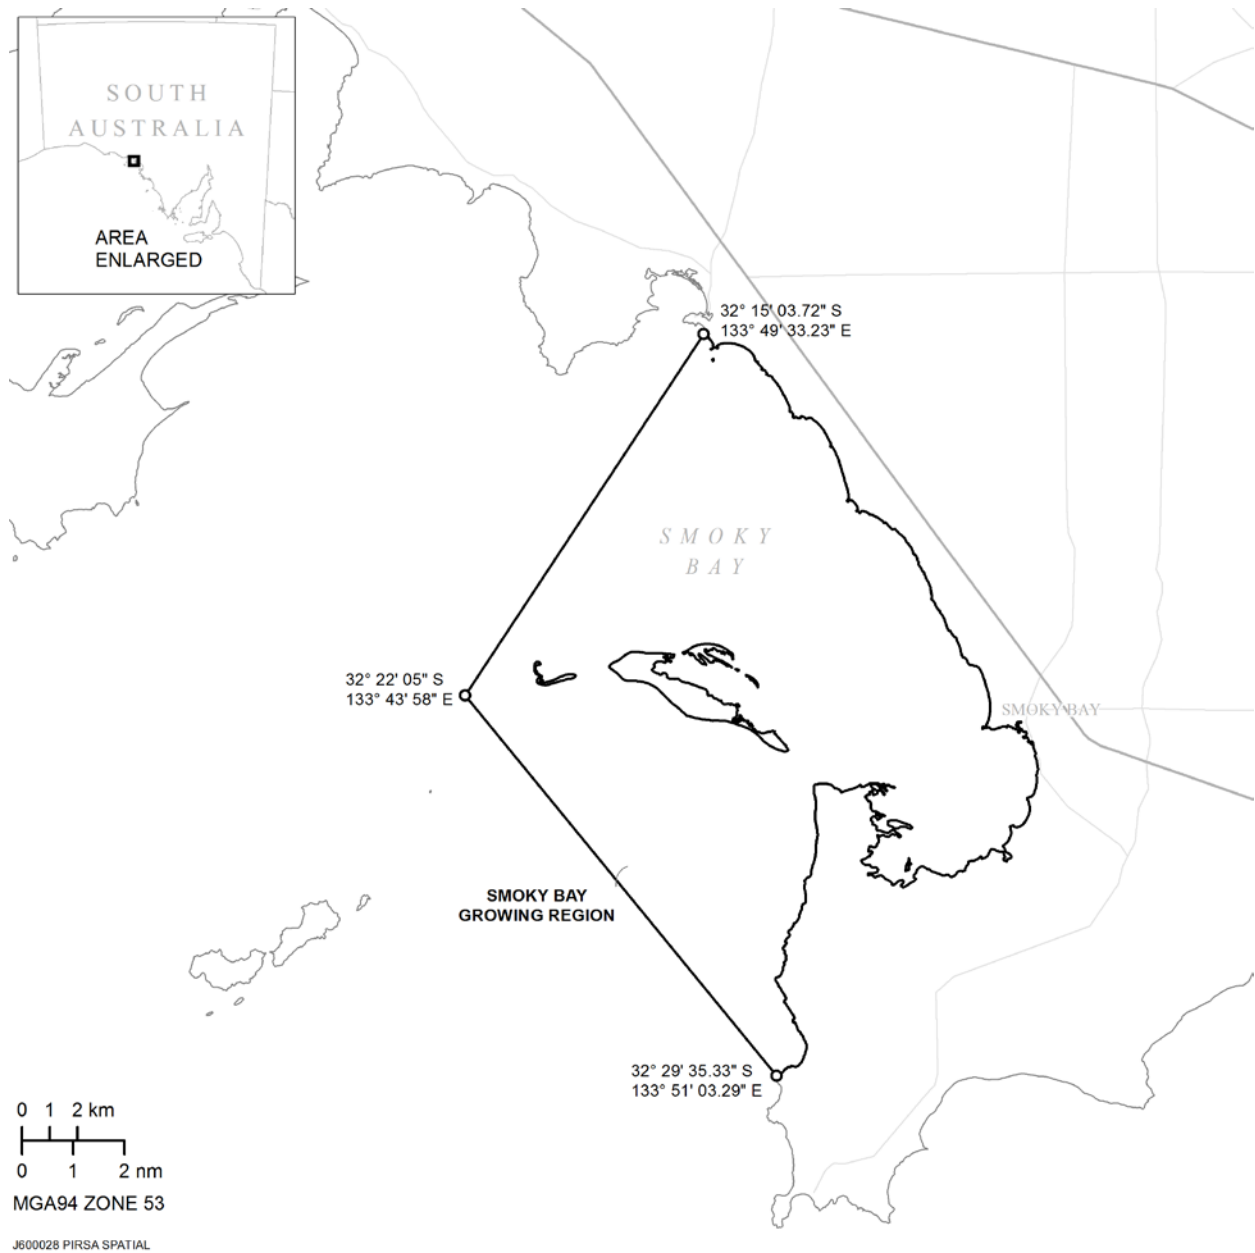 SOUTH
AUSTRALIA
AREA
ENLARGED
32° 15' 03.72" S
133° 49' 33.23" E
SMOKY
BAY
32° 22' 05" S
133° 43' 58" E
SMOKY BAY
SMOKY BAY
GROWING REGION
32° 29' 35.33" S
133° 51' 03.29" E
0 1 2 km
0 1 2 nm
MGA94 ZONE 53
J600028 PIRSA SPATIAL